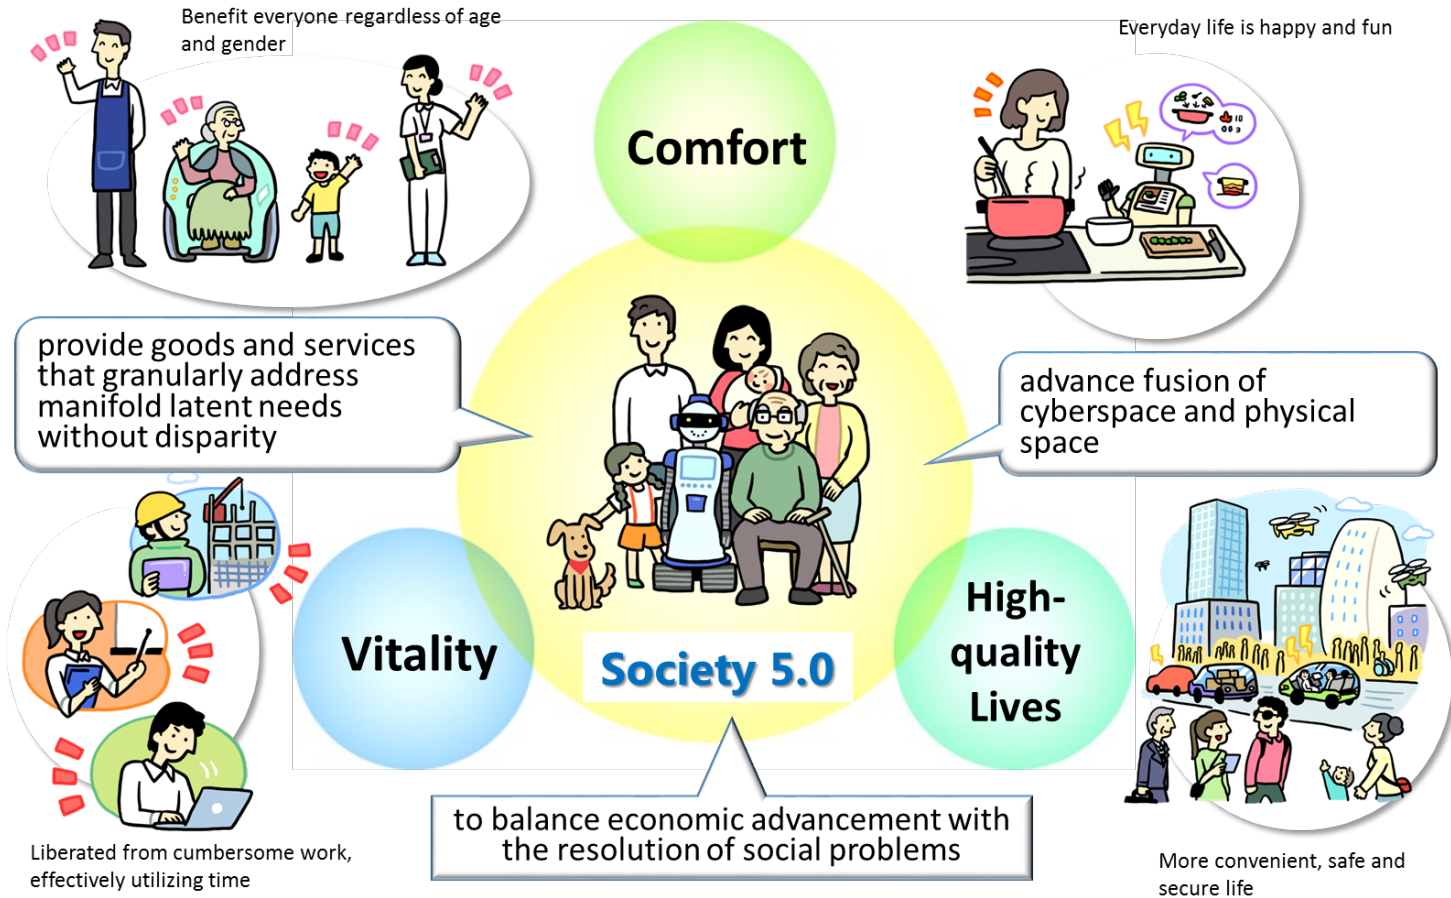 Benefit everyone regardless of age
and gender
Everyday life is happy and fun
Comfort
provide goods and services
that granularly address
manifold latent needs
without disparity
advance fusion of
cyberspace and physical
space
Vitality
Society 5.0
High-
quality
Lives
to balance economic advancement with
the resolution of social problems
Liberated from cumbersome work,
effectively utilizing time
More convenient, safe and
secure life